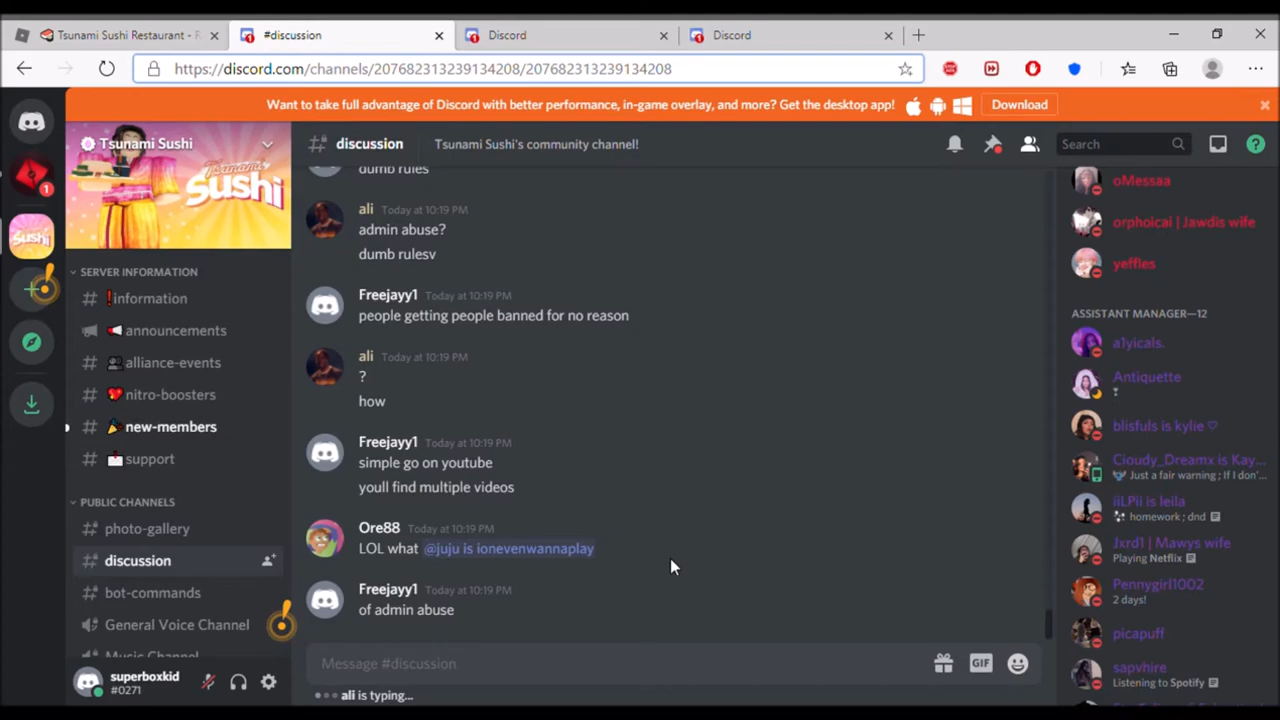 Tsunami Sushi Restaurant - R
#discussion
Discord
Discord
https://discord.com/channels/207682313239134208/207682313239134208
Want to take full advantage of Discord with better performance, in-game overlay, and more? Get the desktop app!
Download
Tsunami Sushi
Tsunami
Sushi
Sushi
1
SERVER INFORMATION
information
announcements
alliance-events
nitro-boosters
new-members
support
PUBLIC CHANNELS
photo-gallery
discussion
bot-commands
General Voice Channel
Music Channel
superboxkid
#0271
discussion
Tsunami Sushi's community channel!
Search
dumb rules
ali Today at 10:19 PM
admin abuse?
dumb rulesv
Freejayy1 Today at 10:19 PM
people getting people banned for no reason
ali Today at 10:19 PM
?
how
Freejayy1 Today at 10:19 PM
simple go on youtube
youll find multiple videos
Ore88 Today at 10:19 PM
LOL what @juju is ionevenwannaplay
Freejayy1 Today at 10:19 PM
of admin abuse
Message #discussion
GIF
ali is typing...
oMessaa
orphoicai | Jawdis wife
yeffles
ASSISTANT MANAGER—12
a1yicals.
Antiquette
blisfuls is kylie ♡
Cloudy_Dreamx is Kay...
Just a fair warning ; If I don'...
iiLPii is leila
homework ; dnd
Jxrd1 | Mawys wife
Playing Netflix
Pennygirl1002
2 days!
picapuff
sapvhire
Listening to Spotify